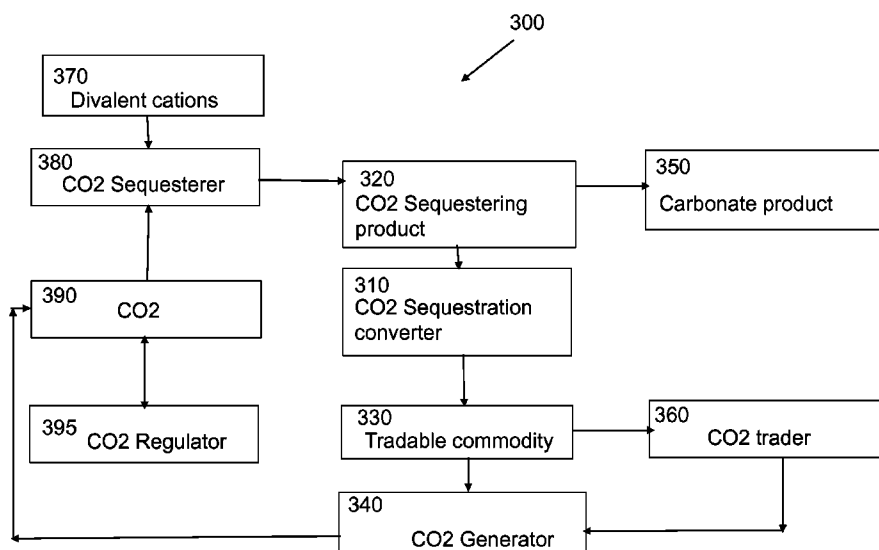 300
370
Divalent cations
380
CO2 Sequesterer
320
CO2 Sequestering
product
350
Carbonate product
390
CO2
310
CO2 Sequestration
converter
395
CO2 Regulator
330
Tradable commodity
360
CO2 trader
340
CO2 Generator